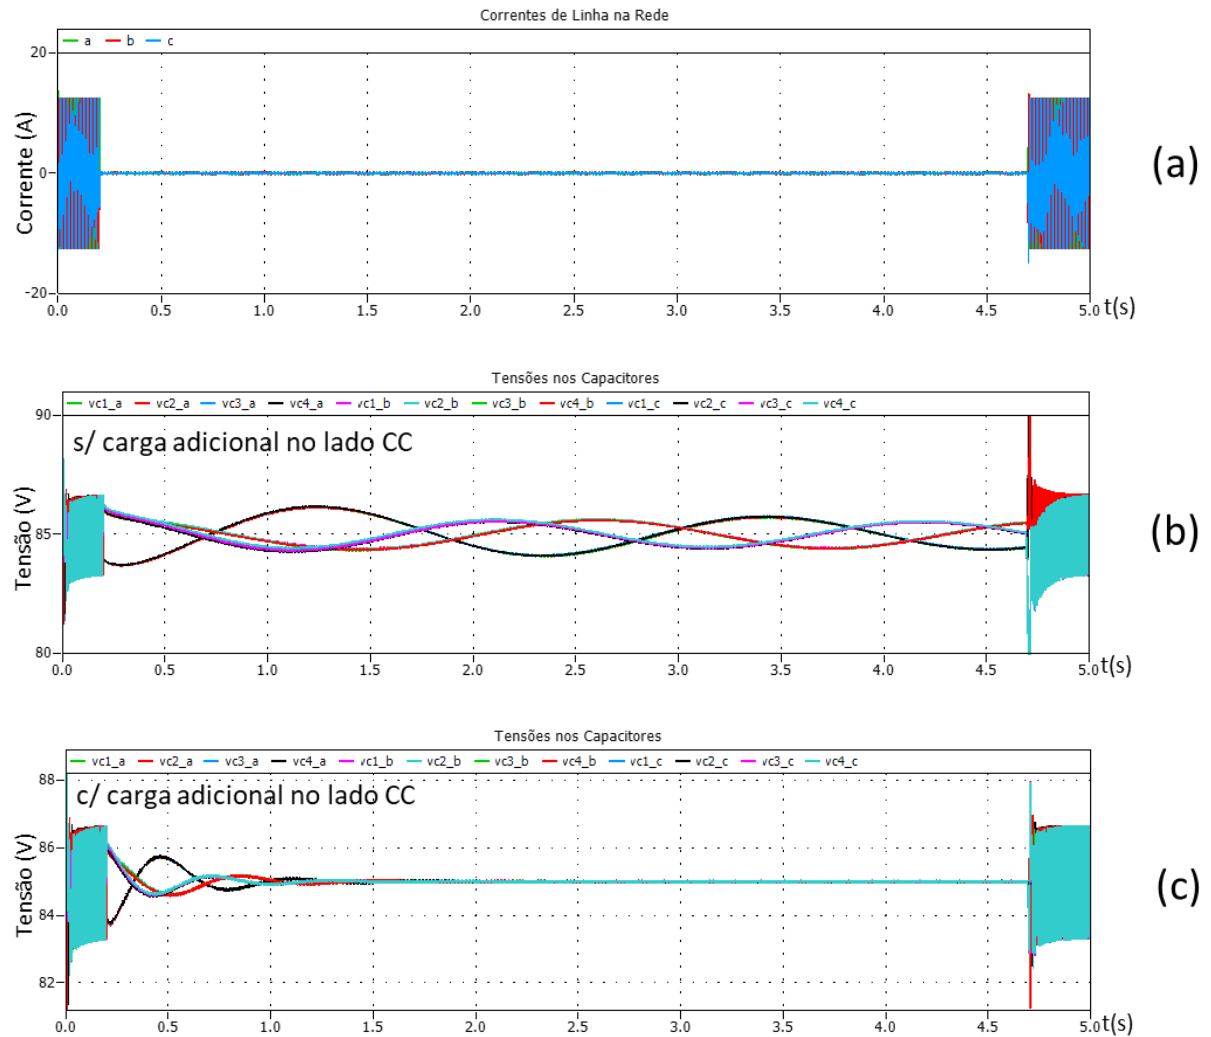 Correntes de Linha na Rede
a b c
20
0
-20
Corrente (A)
0.0 0.5 1.0 1.5 2.0 2.5 3.0 3.5 4.0 4.5 5.0 t(s)
(a)
Tensões nos Capacitores
vc1_a vc2_a vc3_a vc4_a vc1_b vc2_b vc3_b vc4_b vc1_c vc2_c vc3_c vc4_c
90
s/ carga adicional no lado CC
85
80
Tensão (V)
0.0 0.5 1.0 1.5 2.0 2.5 3.0 3.5 4.0 4.5 5.0 t(s)
(b)
Tensões nos Capacitores
vc1_a vc2_a vc3_a vc4_a vc1_b vc2_b vc3_b vc4_b vc1_c vc2_c vc3_c vc4_c
88
c/ carga adicional no lado CC
86
84
82
Tensão (V)
0.0 0.5 1.0 1.5 2.0 2.5 3.0 3.5 4.0 4.5 5.0 t(s)
(c)